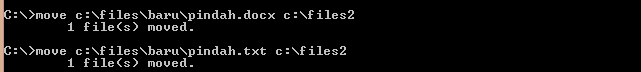 C:\>move c:\files\baru\pindah.docx c:\files2
1 file(s) moved.
C:\>move c:\files\baru\pindah.txt c:\files2
1 file(s) moved.